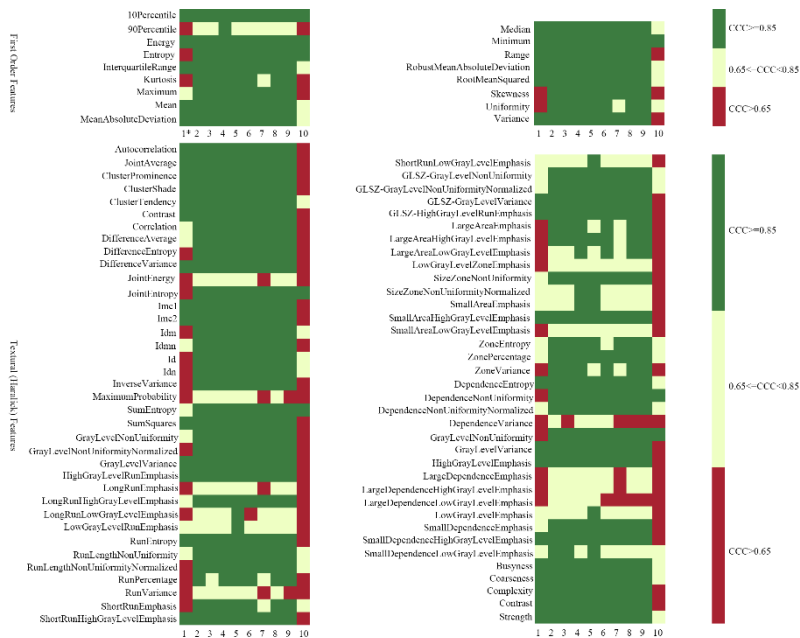 First Order Features
10Percentile
90Percentile
Energy
Entropy
InterquartileRange
Kurtosis
Maximum
Mean
MeanAbsoluteDeviation
1* 2 3 4 5 6 7 8 9 10
Median
Minimum
Range
RobustMeanAbsoluteDeviation
RootMeanSquared
Skewness
Uniformity
Variance
1 2 3 4 5 6 7 8 9 10
CCC>=0.85
0.65<=CCC<0.85
CCC>0.65
Textural (Haralick) Features
Autocorrelation
JointAverage
ClusterProminence
ClusterShade
ClusterTendency
Contrast
Correlation
DifferenceAverage
DifferenceEntropy
DifferenceVariance
JointEnergy
JointEntropy
Imc1
Imc2
Idm
Idmn
Id
Idn
InverseVariance
MaximumProbability
SumEntropy
SumSquares
GrayLevelNonUniformity
GrayLevelNonUniformityNormalized
GrayLevelVariance
HighGrayLevelRunEmphasis
LongRunEmphasis
LongRunHighGrayLevelEmphasis
LongRunLowGrayLevelEmphasis
LowGrayLevelRunEmphasis
RunEntropy
RunLengthNonUniformity
RunLengthNonUniformityNormalized
RunPercentage
RunVariance
ShortRunEmphasis
ShortRunHighGrayLevelEmphasis
1 2 3 4 5 6 7 8 9 10
ShortRunLowGrayLevelEmphasis
GLSZ-GrayLevelNonUniformity
GLSZ-GrayLevelNonUniformityNormalized
GLSZ-GrayLevelVariance
GLSZ-HighGrayLevelRunEmphasis
LargeAreaEmphasis
LargeAreaHighGrayLevelEmphasis
LargeAreaLowGrayLevelEmphasis
LowGrayLevelZoneEmphasis
SizeZoneNonUniformity
SizeZoneNonUniformityNormalized
SmallAreaEmphasis
SmallAreaHighGrayLevelEmphasis
SmallAreaLowGrayLevelEmphasis
ZoneEntropy
ZonePercentage
ZoneVariance
DependenceEntropy
DependenceNonUniformity
DependenceNonUniformityNormalized
DependenceVariance
GrayLevelNonUniformity
GrayLevelVariance
HighGrayLevelEmphasis
LargeDependenceEmphasis
LargeDependenceHighGrayLevelEmphasis
LargeDependenceLowGrayLevelEmphasis
LowGrayLevelEmphasis
SmallDependenceEmphasis
SmallDependenceHighGrayLevelEmphasis
SmallDependenceLowGrayLevelEmphasis
Busyness
Coarseness
Complexity
Contrast
Strength
1 2 3 4 5 6 7 8 9 10
CCC>=0.85
0.65<=CCC<0.85
CCC>0.65